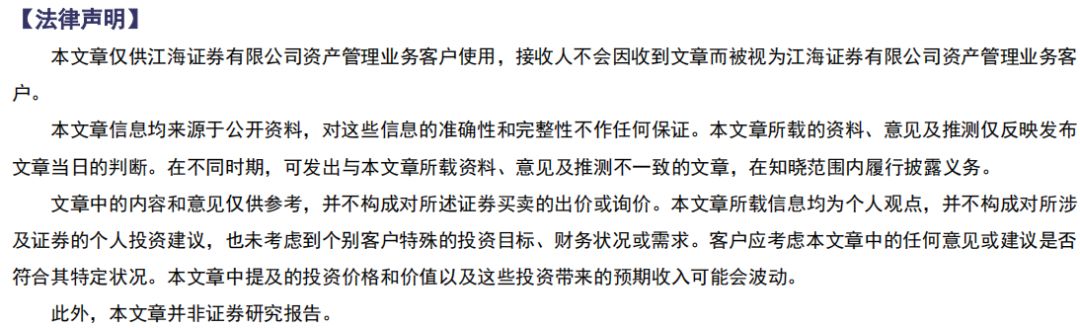 【法律声明】
本文章仅供江海证券有限公司资产管理业务客户使用，接收人不会因收到文章而被视为江海证券有限公司资产管理业务客
户。
本文章信息均来源于公开资料，对这些信息的准确性和完整性不作任何保证。本文章所载的资料、意见及推测仅反映发布
文章当日的判断。在不同时期，可发出与本文章所载资料、意见及推测不一致的文章，在知晓范围内履行披露义务。
文章中的内容和意见仅供参考，并不构成对所述证券买卖的出价或询价。本文章所载信息均为个人观点，并不构成对所涉
及证券的个人投资建议，也未考虑到个别客户特殊的投资目标、财务状况或需求。客户应考虑本文章中的任何意见或建议是否
符合其特定状况。本文章中提及的投资价格和价值以及这些投资带来的预期收入可能会波动。
此外，本文章并非证券研究报告。